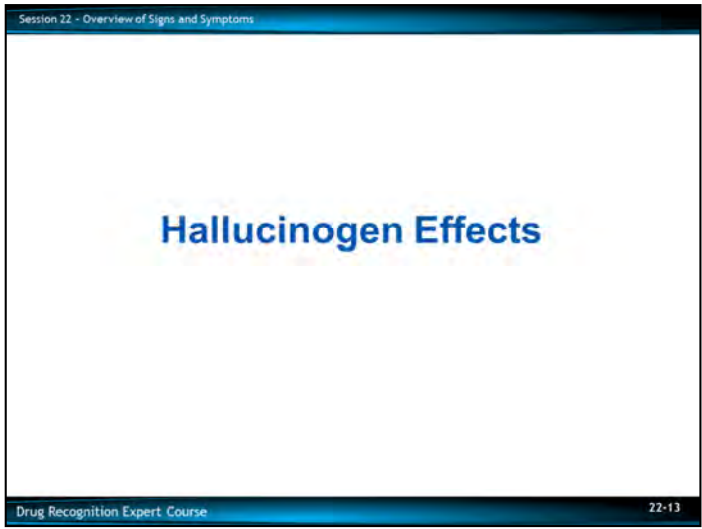 Session 22 - Overview of Signs and Symptoms
Hallucinogen Effects
Drug Recognition Expert Course
22-13